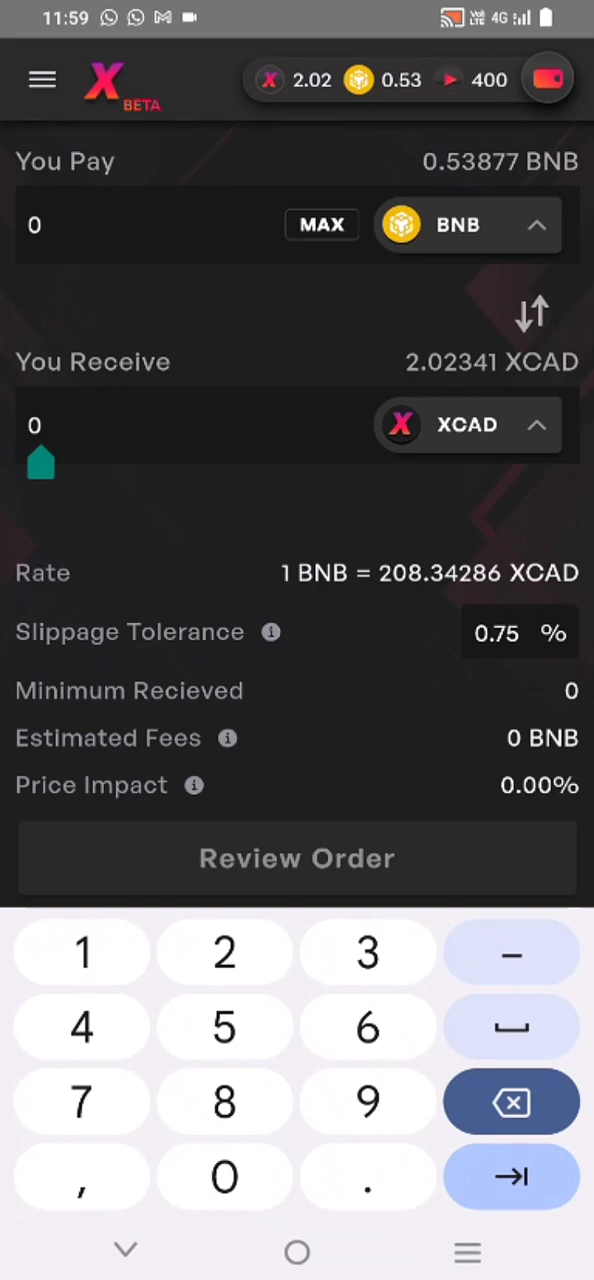 11:59 Vo) LTE 4G
X BETA X 2.02 0.53 400
You Pay 0.53877 BNB
0 MAX BNB
You Receive 2.02341 XCAD
0 X XCAD
Rate 1 BNB = 208.34286 XCAD
Slippage Tolerance i 0.75 %
Minimum Recieved 0
Estimated Fees i 0 BNB
Price Impact i 0.00%
Review Order
1 2 3 –
4 5 6
7 8 9
, 0 .